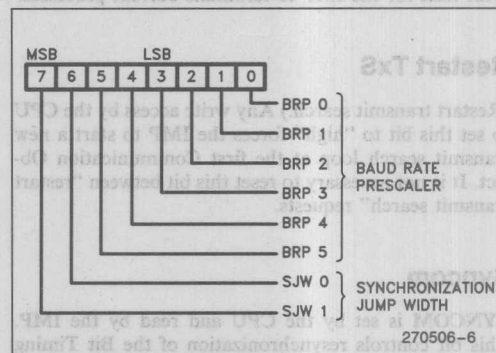 MSB LSB
7 6 5 4 3 2 1 0
BRP 0
BRP 1
BRP 2
BRP 3
BRP 4
BRP 5
BAUD RATE
PRESCALER
SJW 0
SJW 1
SYNCHRONIZATION
JUMP WIDTH
270506-6